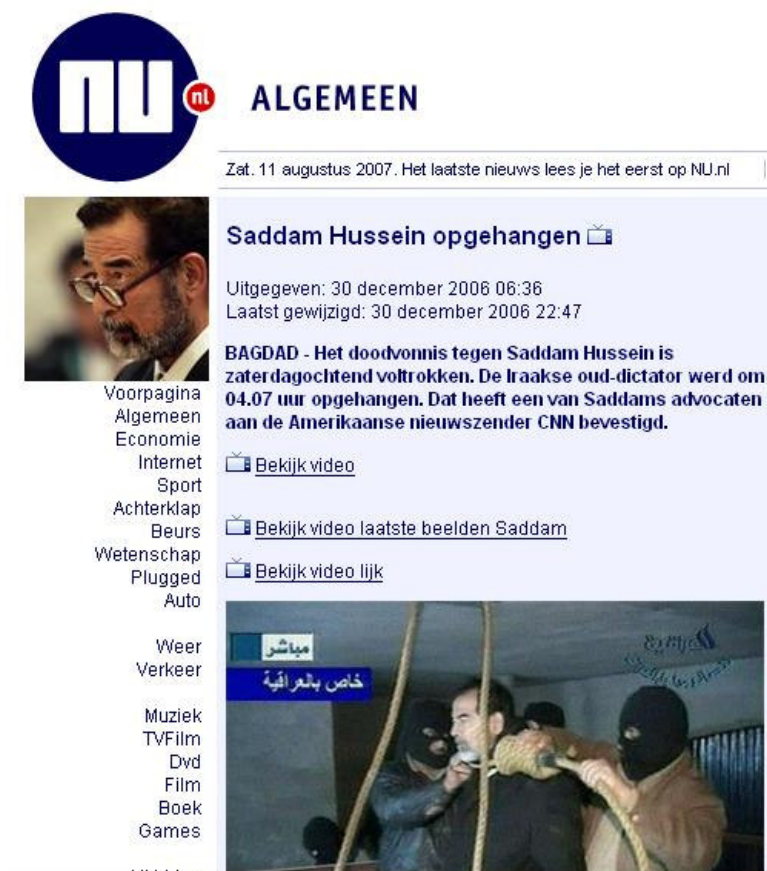 nu
nl
ALGEMEEN
Zat. 11 augustus 2007. Het laatste nieuws lees je het eerst op NU.nl
Saddam Hussein opgehangen
Uitgegeven: 30 december 2006 06:36
Laatst gewijzigd: 30 december 2006 22:47
BAGDAD - Het doodvonnis tegen Saddam Hussein is
zaterdagochtend voltrokken. De Iraakse oud-dictator werd om
04.07 uur opgehangen. Dat heeft een van Saddams advocaten
aan de Amerikaanse nieuwszender CNN bevestigd.
Bekijk video
Bekijk video laatste beelden Saddam
Bekijk video lijk
Voorpagina
Algemeen
Economie
Internet
Sport
Achterklap
Beurs
Wetenschap
Plugged
Auto
Weer
Verkeer
Muziek
TVFilm
Dvd
Film
Boek
Games
مباشر
خاص بالعراقية